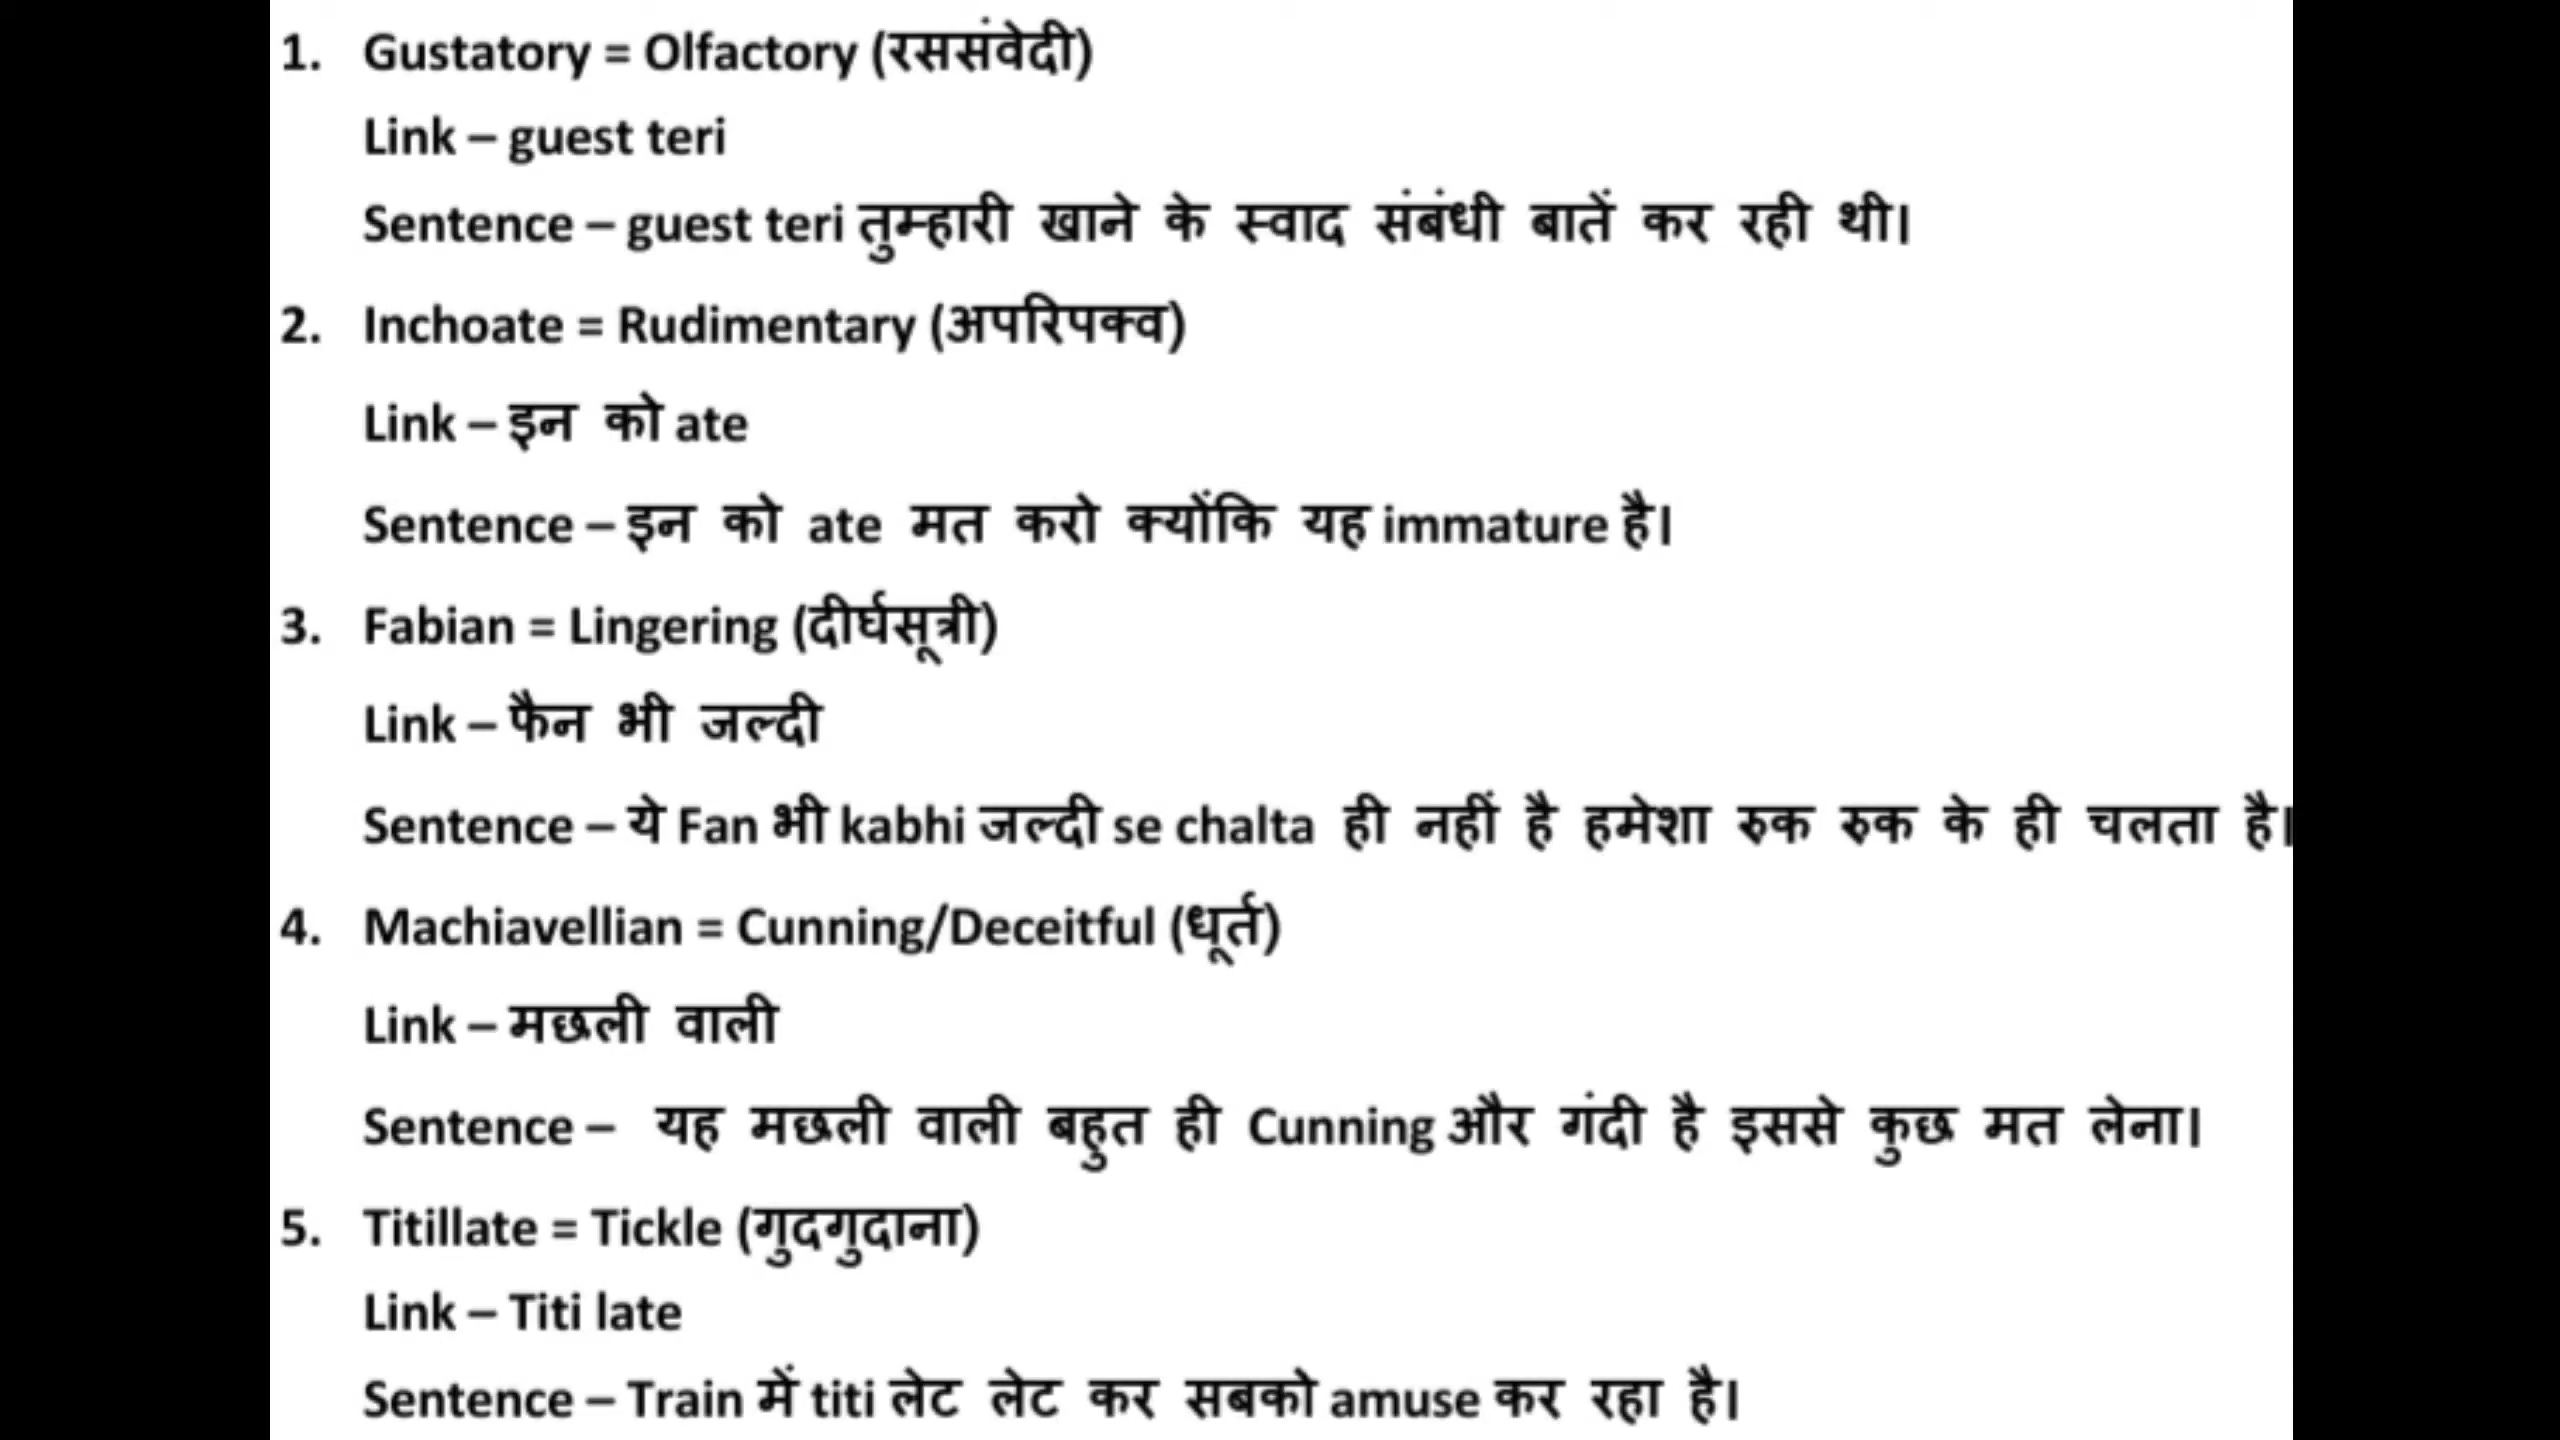 1. Gustatory = Olfactory (रससंवेदी)
Link – guest teri
Sentence – guest teri तुम्हारी खाने के स्वाद संबंधी बातें कर रही थी।
2. Inchoate = Rudimentary (अपरिपक्व)
Link – इन को ate
Sentence – इन को ate मत करो क्योंकि यह immature है।
3. Fabian = Lingering (दीर्घसूत्री)
Link – फैन भी जल्दी
Sentence – ये Fan भी kabhi जल्दी se chalta ही नहीं है हमेशा रुक रुक के ही चलता है।
4. Machiavellian = Cunning/Deceitful (धूर्त)
Link – मछली वाली
Sentence – यह मछली वाली बहुत ही Cunning और गंदी है इससे कुछ मत लेना।
5. Titillate = Tickle (गुदगुदाना)
Link – Titi late
Sentence – Train में titi लेट लेट कर सबको amuse कर रहा है।